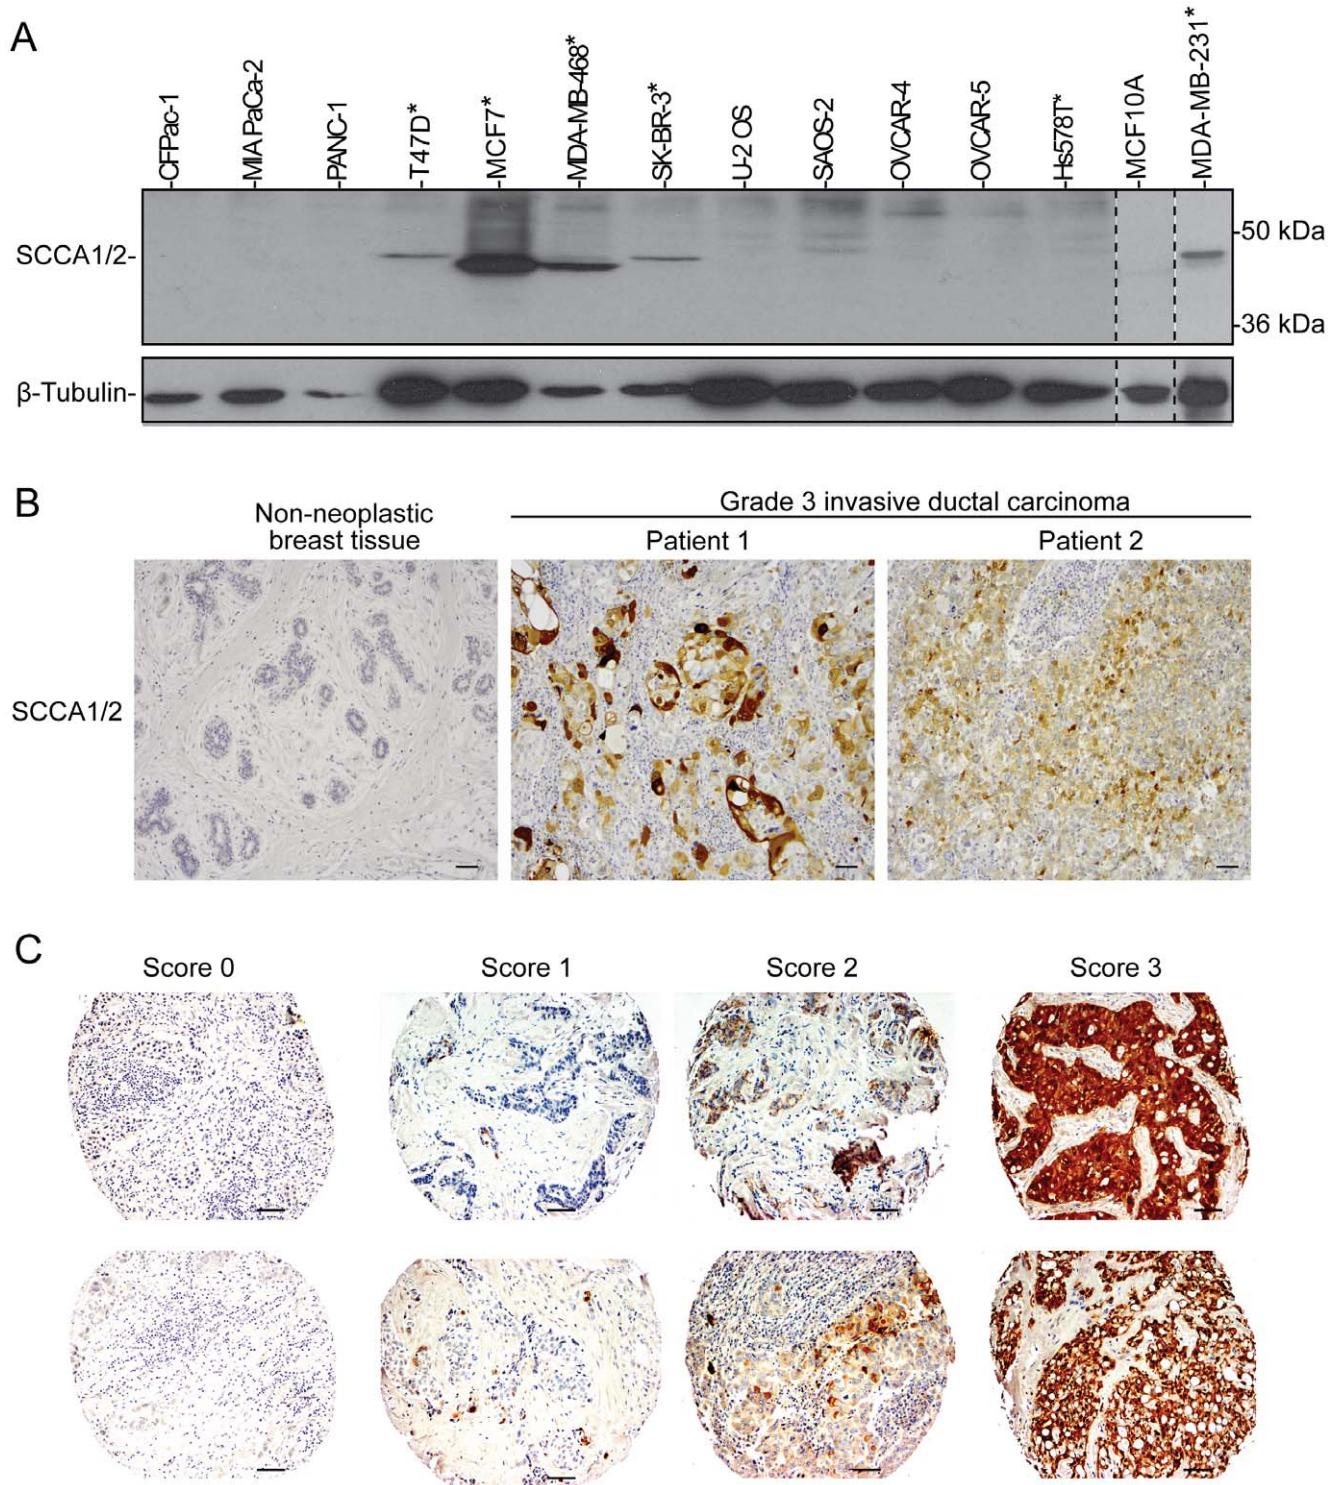 A
CFPac-1
MIA PaCa-2
PANC-1
T47D*
MCF7*
MDA-MB-468*
SK-BR-3*
U-2 OS
SAOS-2
OVCAR-4
OVCAR-5
Hs578T*
MCF10A
MDA-MB-231*
SCCA1/2-
-50 kDa
-36 kDa
β-Tubulin-
B
Non-neoplastic
breast tissue
Grade 3 invasive ductal carcinoma
Patient 1
Patient 2
SCCA1/2
C
Score 0
Score 1
Score 2
Score 3